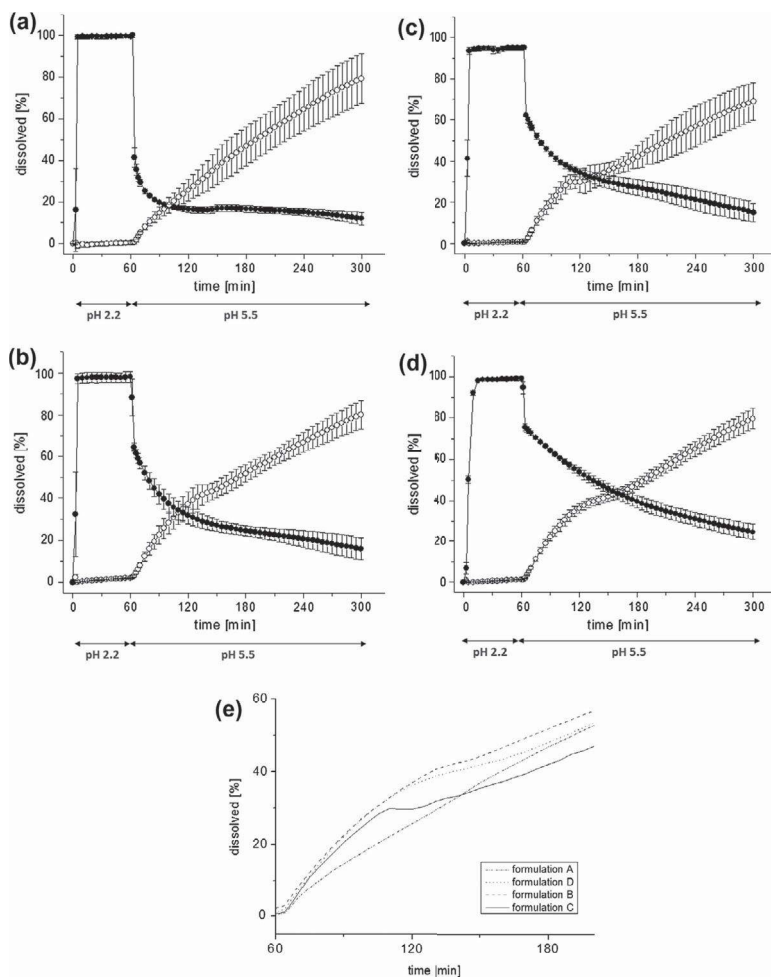 (a)
100
80
60
40
20
0
dissolved [%]
0 60 120 180 240 300
time [min]
pH 2.2 pH 5.5
(b)
100
80
60
40
20
0
dissolved [%]
0 60 120 180 240 300
time [min]
pH 2.2 pH 5.5
(c)
100
80
60
40
20
0
dissolved [%]
0 60 120 180 240 300
time [min]
pH 2.2 pH 5.5
(d)
100
80
60
40
20
0
dissolved [%]
0 60 120 180 240 300
time [min]
pH 2.2 pH 5.5
(e)
60
40
20
0
dissolved [%]
60 120 180
time [min]
formulation A
formulation D
formulation B
formulation C